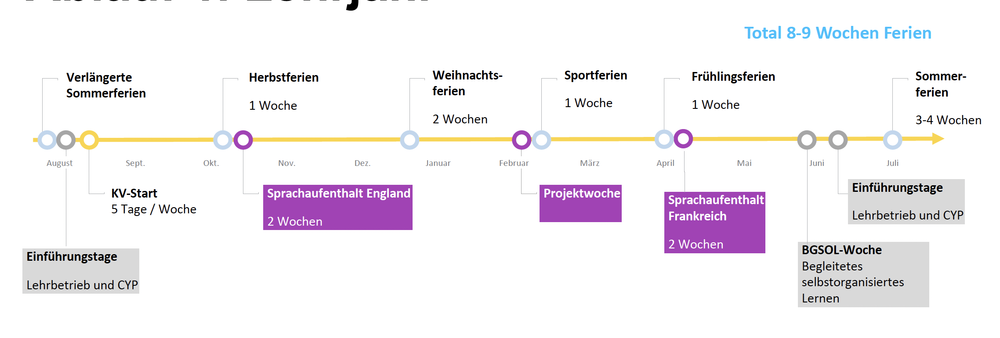 Total 8-9 Wochen Ferien
Verlängerte
Sommerferien
Herbstferien
1 Woche
Weihnachts-
ferien
2 Wochen
Sportferien
1 Woche
Frühlingsferien
1 Woche
Sommer-
ferien
3-4 Wochen
August
Sept.
Okt.
Nov.
Dez.
Januar
Februar
März
April
Mai
Juni
Juli
KV-Start
5 Tage / Woche
Sprachaufenthalt England
2 Wochen
Projektwoche
Sprachaufenthalt
Frankreich
2 Wochen
Einführungstage
Lehrbetrieb und CYP
Einführungstage
Lehrbetrieb und CYP
BGSOL-Woche
Begleitetes
selbstorganisiertes
Lernen